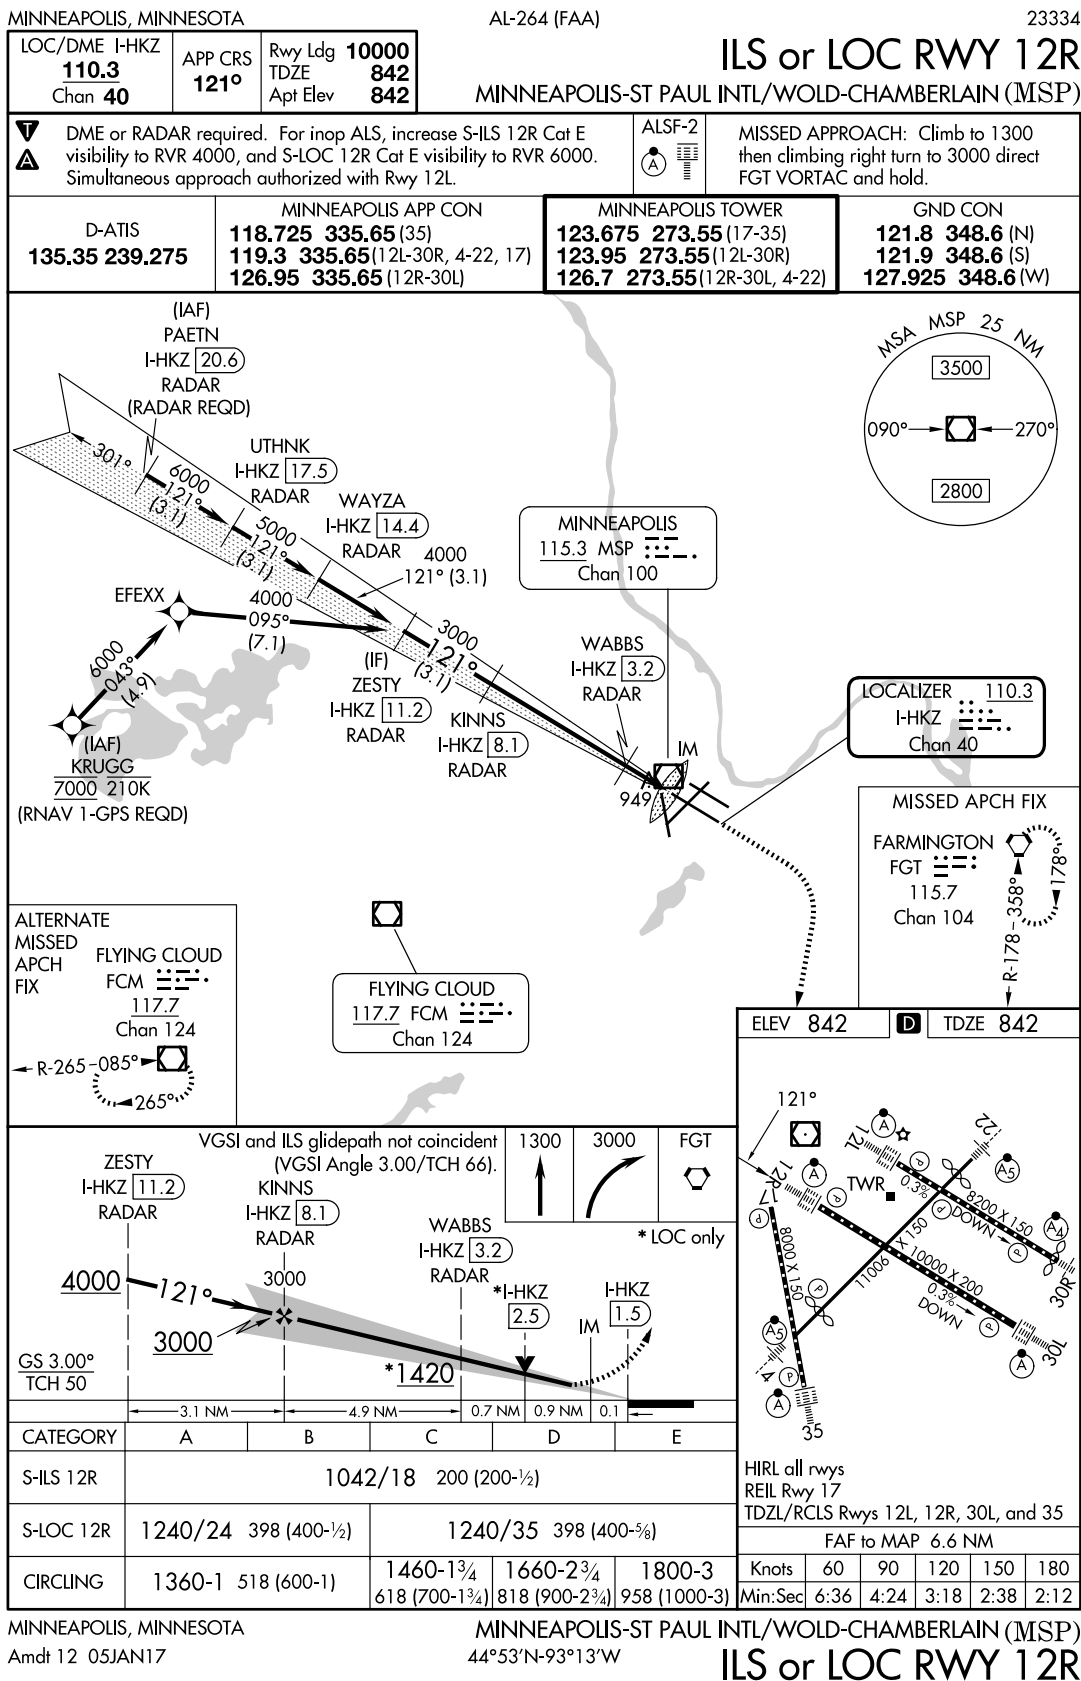 MINNEAPOLIS, MINNESOTA
AL-264 (FAA)
23334
LOC/DME I-HKZ
110.3
Chan 40
APP CRS
121°
Rwy Ldg 10000
TDZE 842
Apt Elev 842
ILS or LOC RWY 12R
MINNEAPOLIS-ST PAUL INTL/WOLD-CHAMBERLAIN (MSP)
T
A
DME or RADAR required. For inop ALS, increase S-ILS 12R Cat E
visibility to RVR 4000, and S-LOC 12R Cat E visibility to RVR 6000.
Simultaneous approach authorized with Rwy 12L.
ALSF-2
A
MISSED APPROACH: Climb to 1300
then climbing right turn to 3000 direct
FGT VORTAC and hold.
D-ATIS
135.35 239.275
MINNEAPOLIS APP CON
118.725 335.65 (35)
119.3 335.65 (12L-30R, 4-22, 17)
126.95 335.65 (12R-30L)
MINNEAPOLIS TOWER
123.675 273.55 (17-35)
123.95 273.55 (12L-30R)
126.7 273.55 (12R-30L, 4-22)
GND CON
121.8 348.6 (N)
121.9 348.6 (S)
127.925 348.6 (W)
(IAF)
PAETN
I-HKZ 20.6
RADAR
(RADAR REQD)
MSA MSP 25 NM
3500
090°
270°
2800
301°
6000
121°
(3.1)
UTHNK
I-HKZ 17.5
RADAR
5000
121°
(3.1)
WAYZA
I-HKZ 14.4
RADAR
4000
121° (3.1)
MINNEAPOLIS
115.3 MSP
Chan 100
EFEXX
4000
095°
(7.1)
6000
043°
(4.9)
(IAF)
KRUGG
7000 210K
(RNAV 1-GPS REQD)
(IF)
ZESTY
I-HKZ 11.2
RADAR
3000
121°
(3.1)
KINNS
I-HKZ 8.1
RADAR
WABBS
I-HKZ 3.2
RADAR
IM
949
LOCALIZER 110.3
I-HKZ
Chan 40
MISSED APCH FIX
FARMINGTON
FGT
115.7
Chan 104
R-178
358°
178°
ALTERNATE
MISSED
APCH
FIX
FLYING CLOUD
FCM
117.7
Chan 124
R-265
085°
265°
FLYING CLOUD
117.7 FCM
Chan 124
ELEV 842
D
TDZE 842
121°
12L
A
22
P
A5
12R
A
P
TWR
0.3%
DOWN
P
8200 X 150
P
A4
30R
17
P
8000 X 150
11006 X 150
10000 X 200
0.3%
DOWN
P
P
A5
4
A
30L
P
A
35
HIRL all rwys
REIL Rwy 17
TDZL/RCLS Rwys 12L, 12R, 30L, and 35
FAF to MAP 6.6 NM
Knots 60 90 120 150 180
Min:Sec 6:36 4:24 3:18 2:38 2:12
VGSI and ILS glidepath not coincident
(VGSI Angle 3.00/TCH 66).
1300
3000
FGT
* LOC only
ZESTY
I-HKZ 11.2
RADAR
KINNS
I-HKZ 8.1
RADAR
WABBS
I-HKZ 3.2
RADAR
*I-HKZ
2.5
IM
I-HKZ
1.5
4000
121°
3000
3000
*1420
GS 3.00°
TCH 50
3.1 NM
4.9 NM
0.7 NM
0.9 NM
0.1
CATEGORY A B C D E
S-ILS 12R 1042/18 200 (200-½)
S-LOC 12R 1240/24 398 (400-½) 1240/35 398 (400-⅝)
CIRCLING 1360-1 518 (600-1) 1460-1¾ 618 (700-1¾) 1660-2¾ 818 (900-2¾) 1800-3 958 (1000-3)
MINNEAPOLIS, MINNESOTA
Amdt 12 05JAN17
44°53'N-93°13'W
MINNEAPOLIS-ST PAUL INTL/WOLD-CHAMBERLAIN (MSP)
ILS or LOC RWY 12R